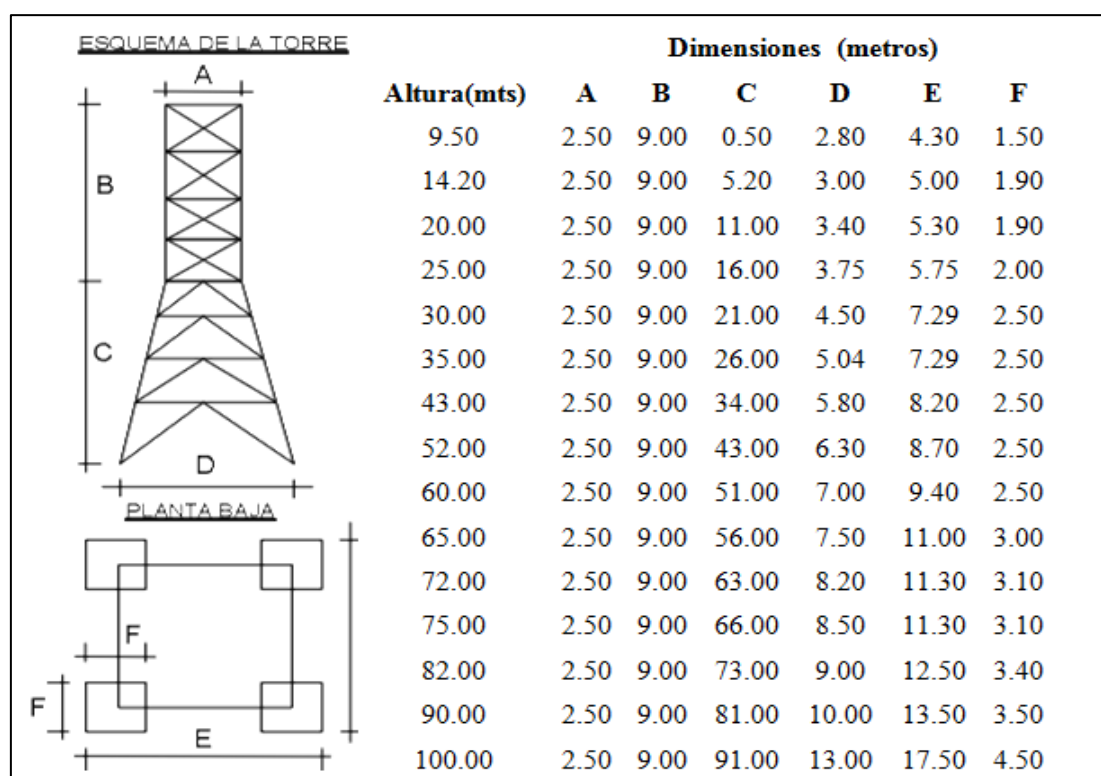 ESQUEMA DE LA TORRE
A
B
C
D
PLANTA BAJA
F
F
E
Dimensiones (metros)
Altura(mts) A B C D E F
9.50 2.50 9.00 0.50 2.80 4.30 1.50
14.20 2.50 9.00 5.20 3.00 5.00 1.90
20.00 2.50 9.00 11.00 3.40 5.30 1.90
25.00 2.50 9.00 16.00 3.75 5.75 2.00
30.00 2.50 9.00 21.00 4.50 7.29 2.50
35.00 2.50 9.00 26.00 5.04 7.29 2.50
43.00 2.50 9.00 34.00 5.80 8.20 2.50
52.00 2.50 9.00 43.00 6.30 8.70 2.50
60.00 2.50 9.00 51.00 7.00 9.40 2.50
65.00 2.50 9.00 56.00 7.50 11.00 3.00
72.00 2.50 9.00 63.00 8.20 11.30 3.10
75.00 2.50 9.00 66.00 8.50 11.30 3.10
82.00 2.50 9.00 73.00 9.00 12.50 3.40
90.00 2.50 9.00 81.00 10.00 13.50 3.50
100.00 2.50 9.00 91.00 13.00 17.50 4.50